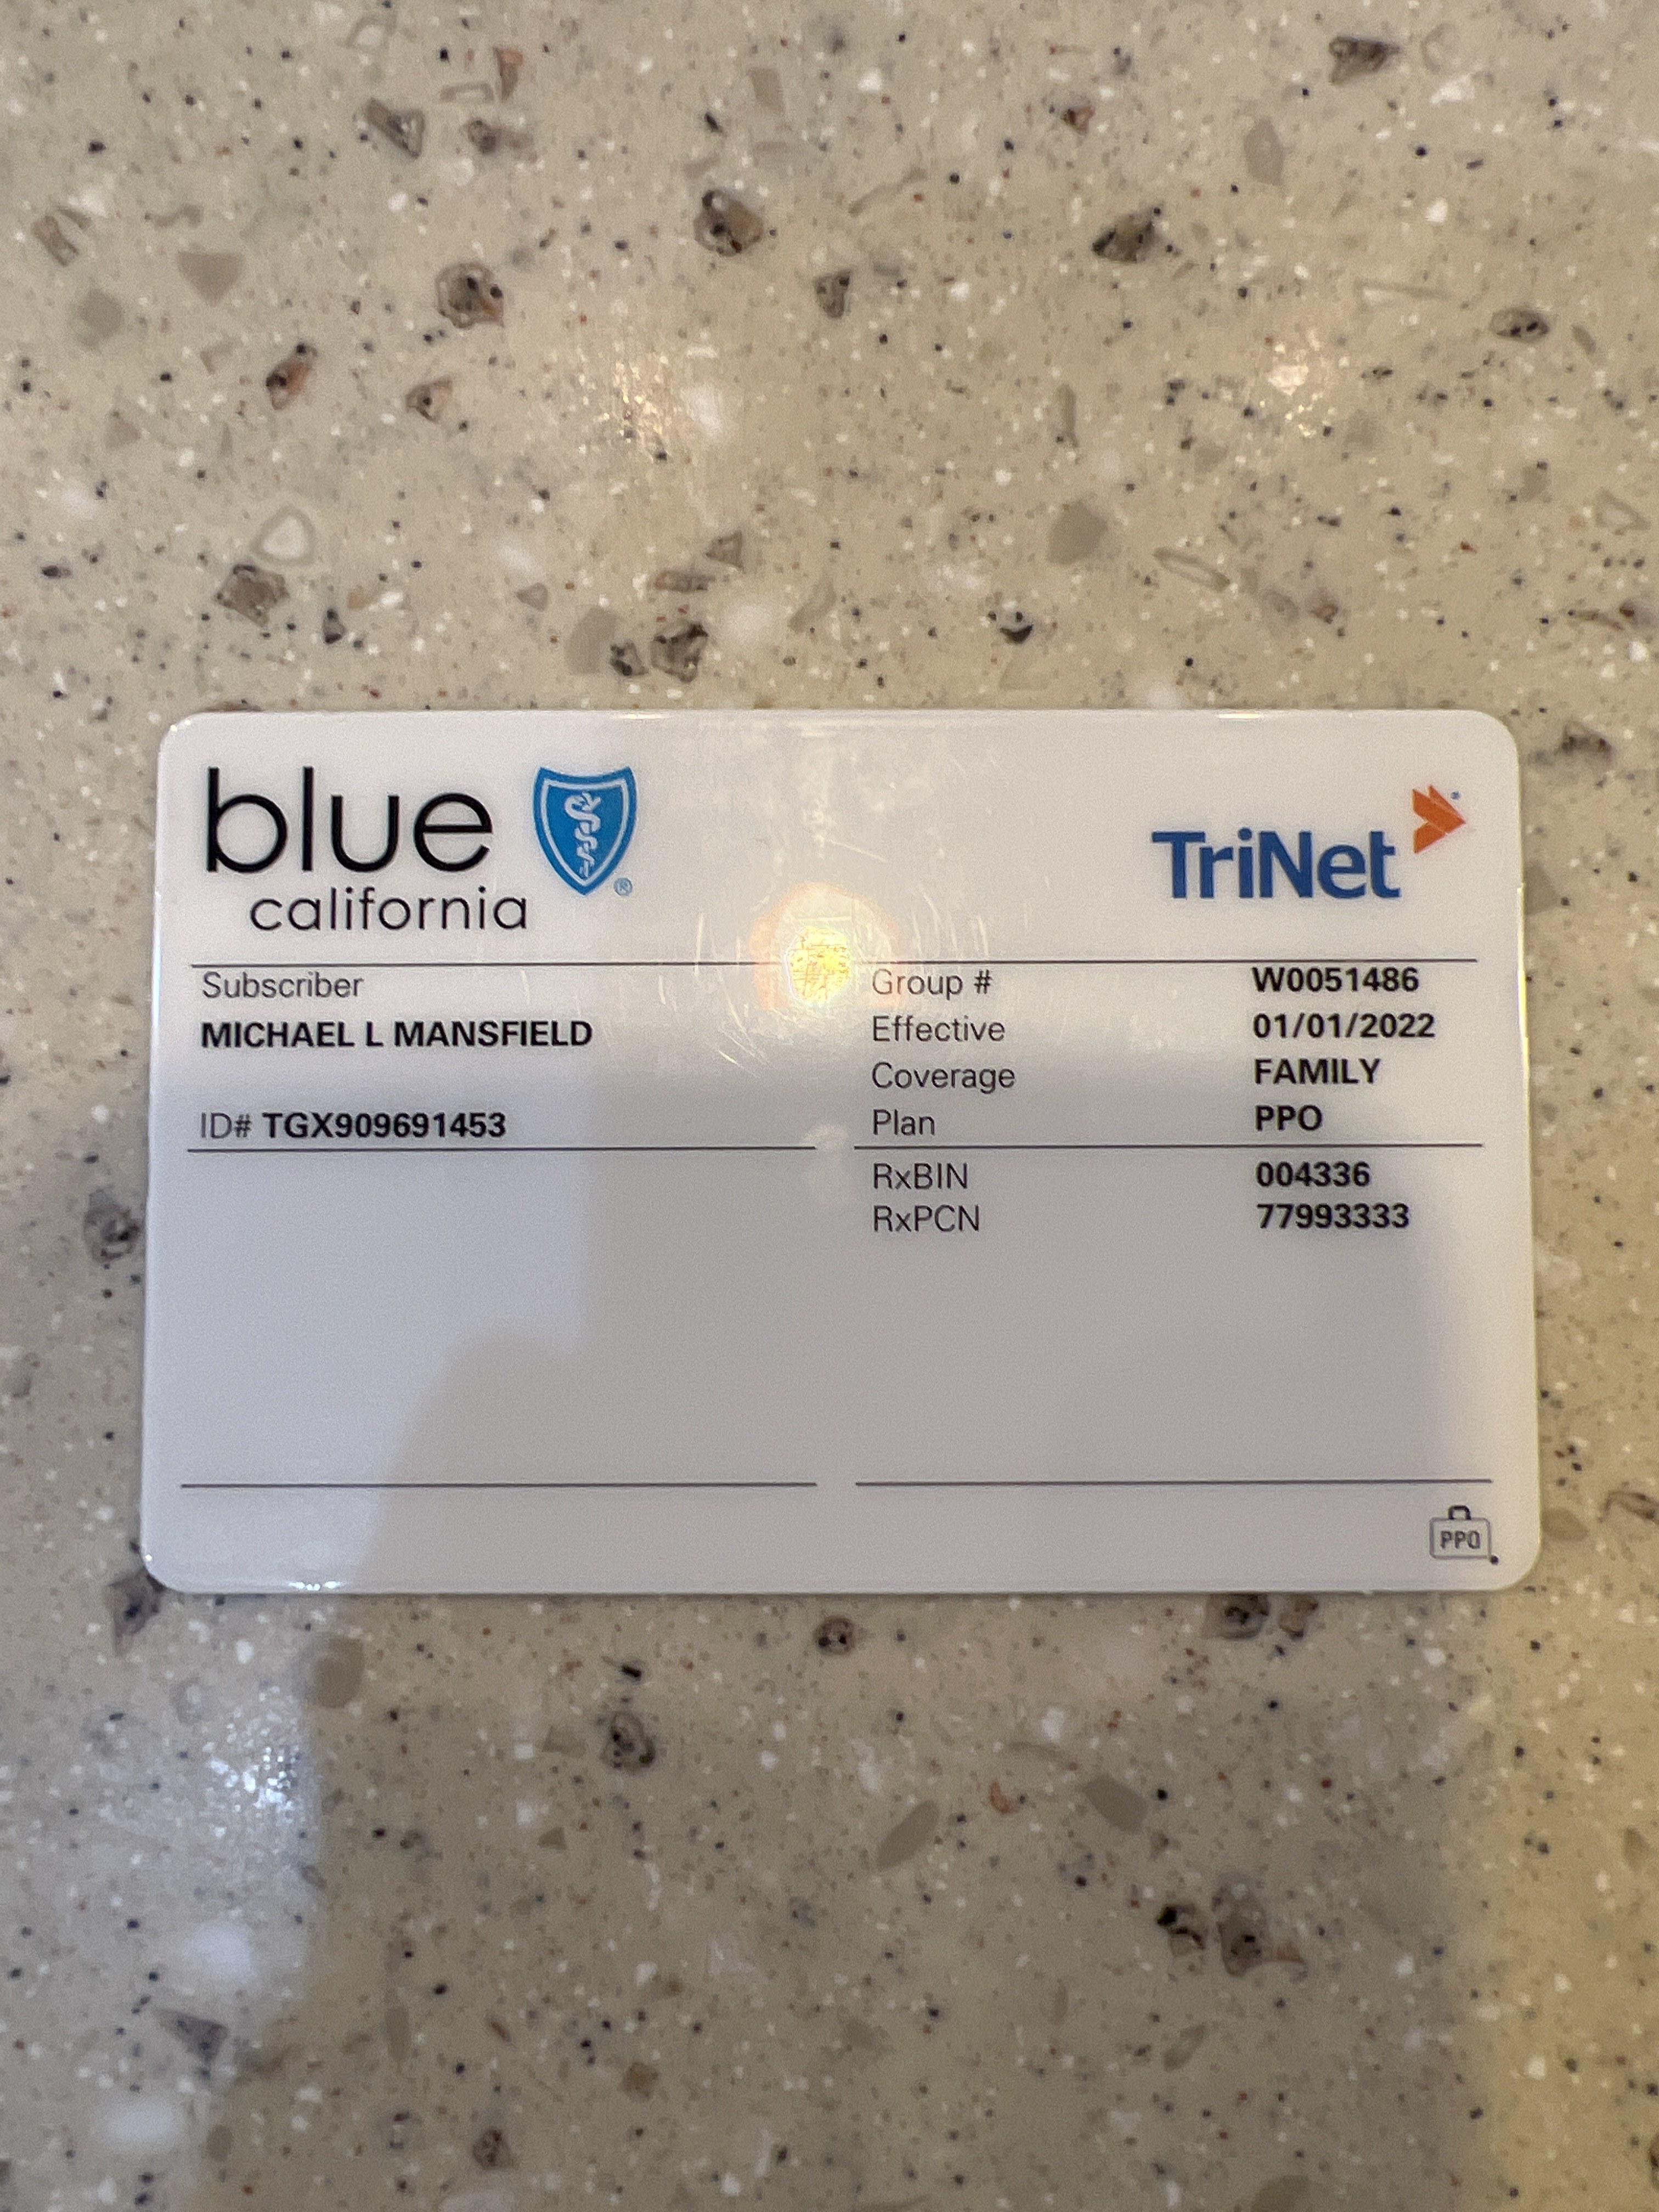 blue
california
TriNet
Subscriber
MICHAEL L MANSFIELD
ID# TGX909691453
Group # W0051486
Effective 01/01/2022
Coverage FAMILY
Plan PPO
RxBIN 004336
RxPCN 77993333
PPO